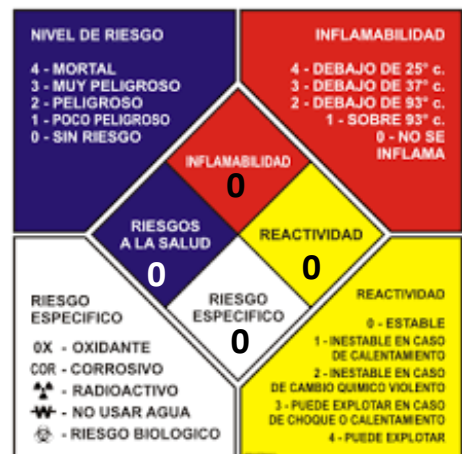 NIVEL DE RIESGO
4 - MORTAL
3 - MUY PELIGROSO
2 - PELIGROSO
1 - POCO PELIGROSO
0 - SIN RIESGO
INFLAMABILIDAD
4 - DEBAJO DE 25° c.
3 - DEBAJO DE 37° c.
2 - DEBAJO DE 93° c.
1 - SOBRE 93° c.
0 - NO SE
INFLAMA
INFLAMABILIDAD
0
RIESGOS
A LA SALUD
0
REACTIVIDAD
0
RIESGO
ESPECIFICO
0
RIESGO
ESPECIFICO
OX - OXIDANTE
COR - CORROSIVO
- RADIOACTIVO
W - NO USAR AGUA
- RIESGO BIOLOGICO
REACTIVIDAD
0 - ESTABLE
1 - INESTABLE EN CASO
DE CALENTAMIENTO
2 - INESTABLE EN CASO
DE CAMBIO QUIMICO VIOLENTO
3 - PUEDE EXPLOTAR EN CASO
DE CHOQUE O CALENTAMIENTO
4 - PUEDE EXPLOTAR